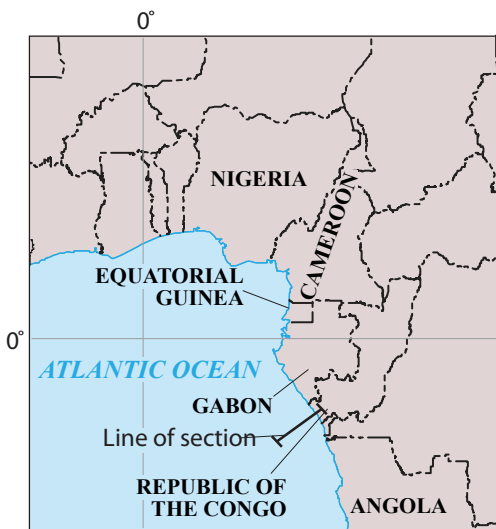 0°
NIGERIA
CAMEROON
EQUATORIAL
GUINEA
0°
ATLANTIC OCEAN
GABON
Line of section
REPUBLIC OF
THE CONGO
ANGOLA